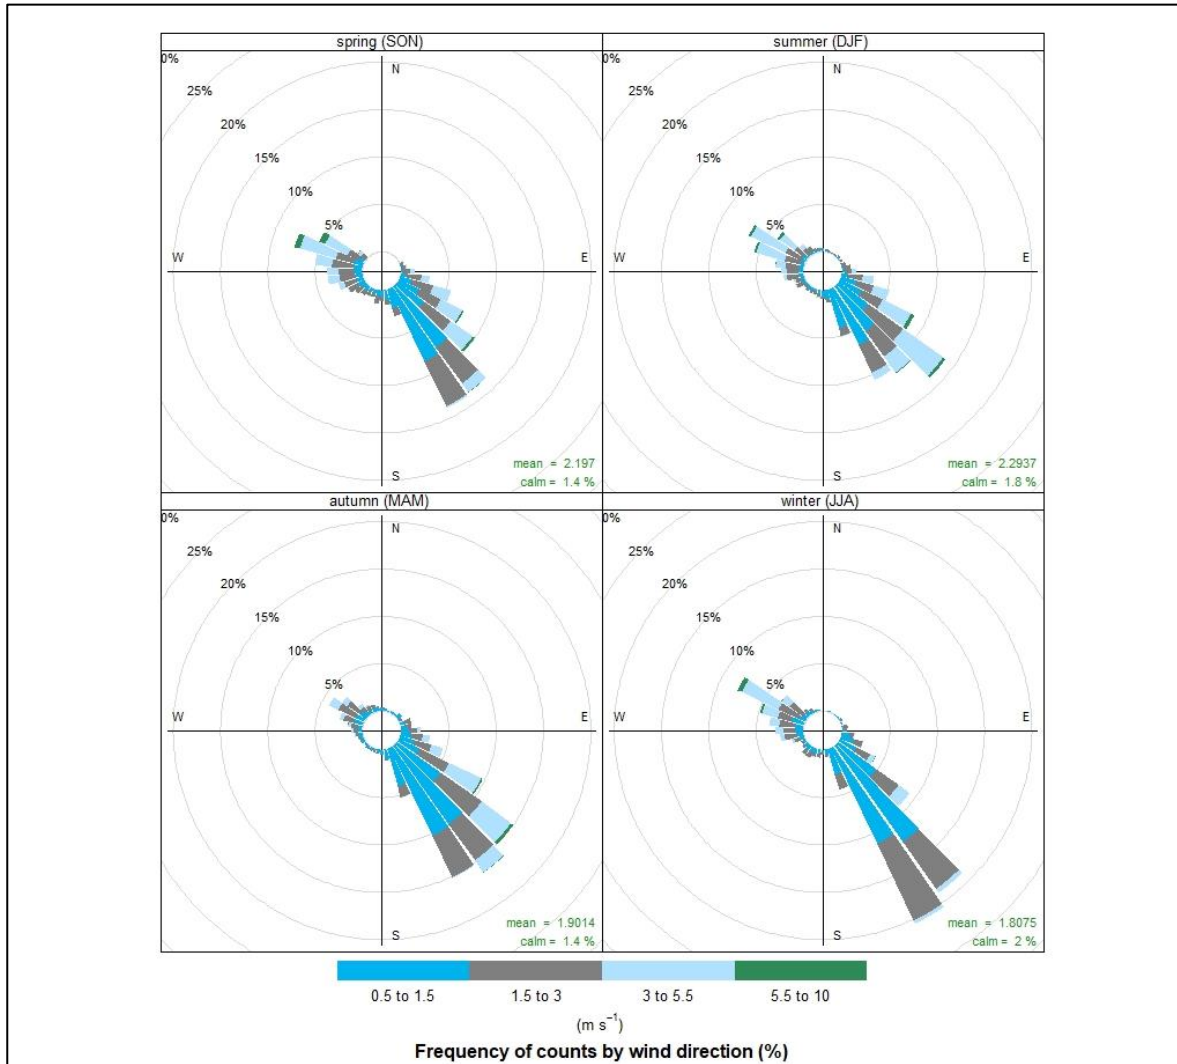 spring (SON)
0%
25%
20%
15%
10%
5%
N
W
E
S
mean = 2.197
calm = 1.4 %
summer (DJF)
0%
25%
20%
15%
10%
5%
N
W
E
S
mean = 2.2937
calm = 1.8 %
autumn (MAM)
0%
25%
20%
15%
10%
5%
N
W
E
S
mean = 1.9014
calm = 1.4 %
winter (JJA)
0%
25%
20%
15%
10%
5%
N
W
E
S
mean = 1.8075
calm = 2 %
0.5 to 1.5 1.5 to 3 3 to 5.5 5.5 to 10
(m s⁻¹)
Frequency of counts by wind direction (%)